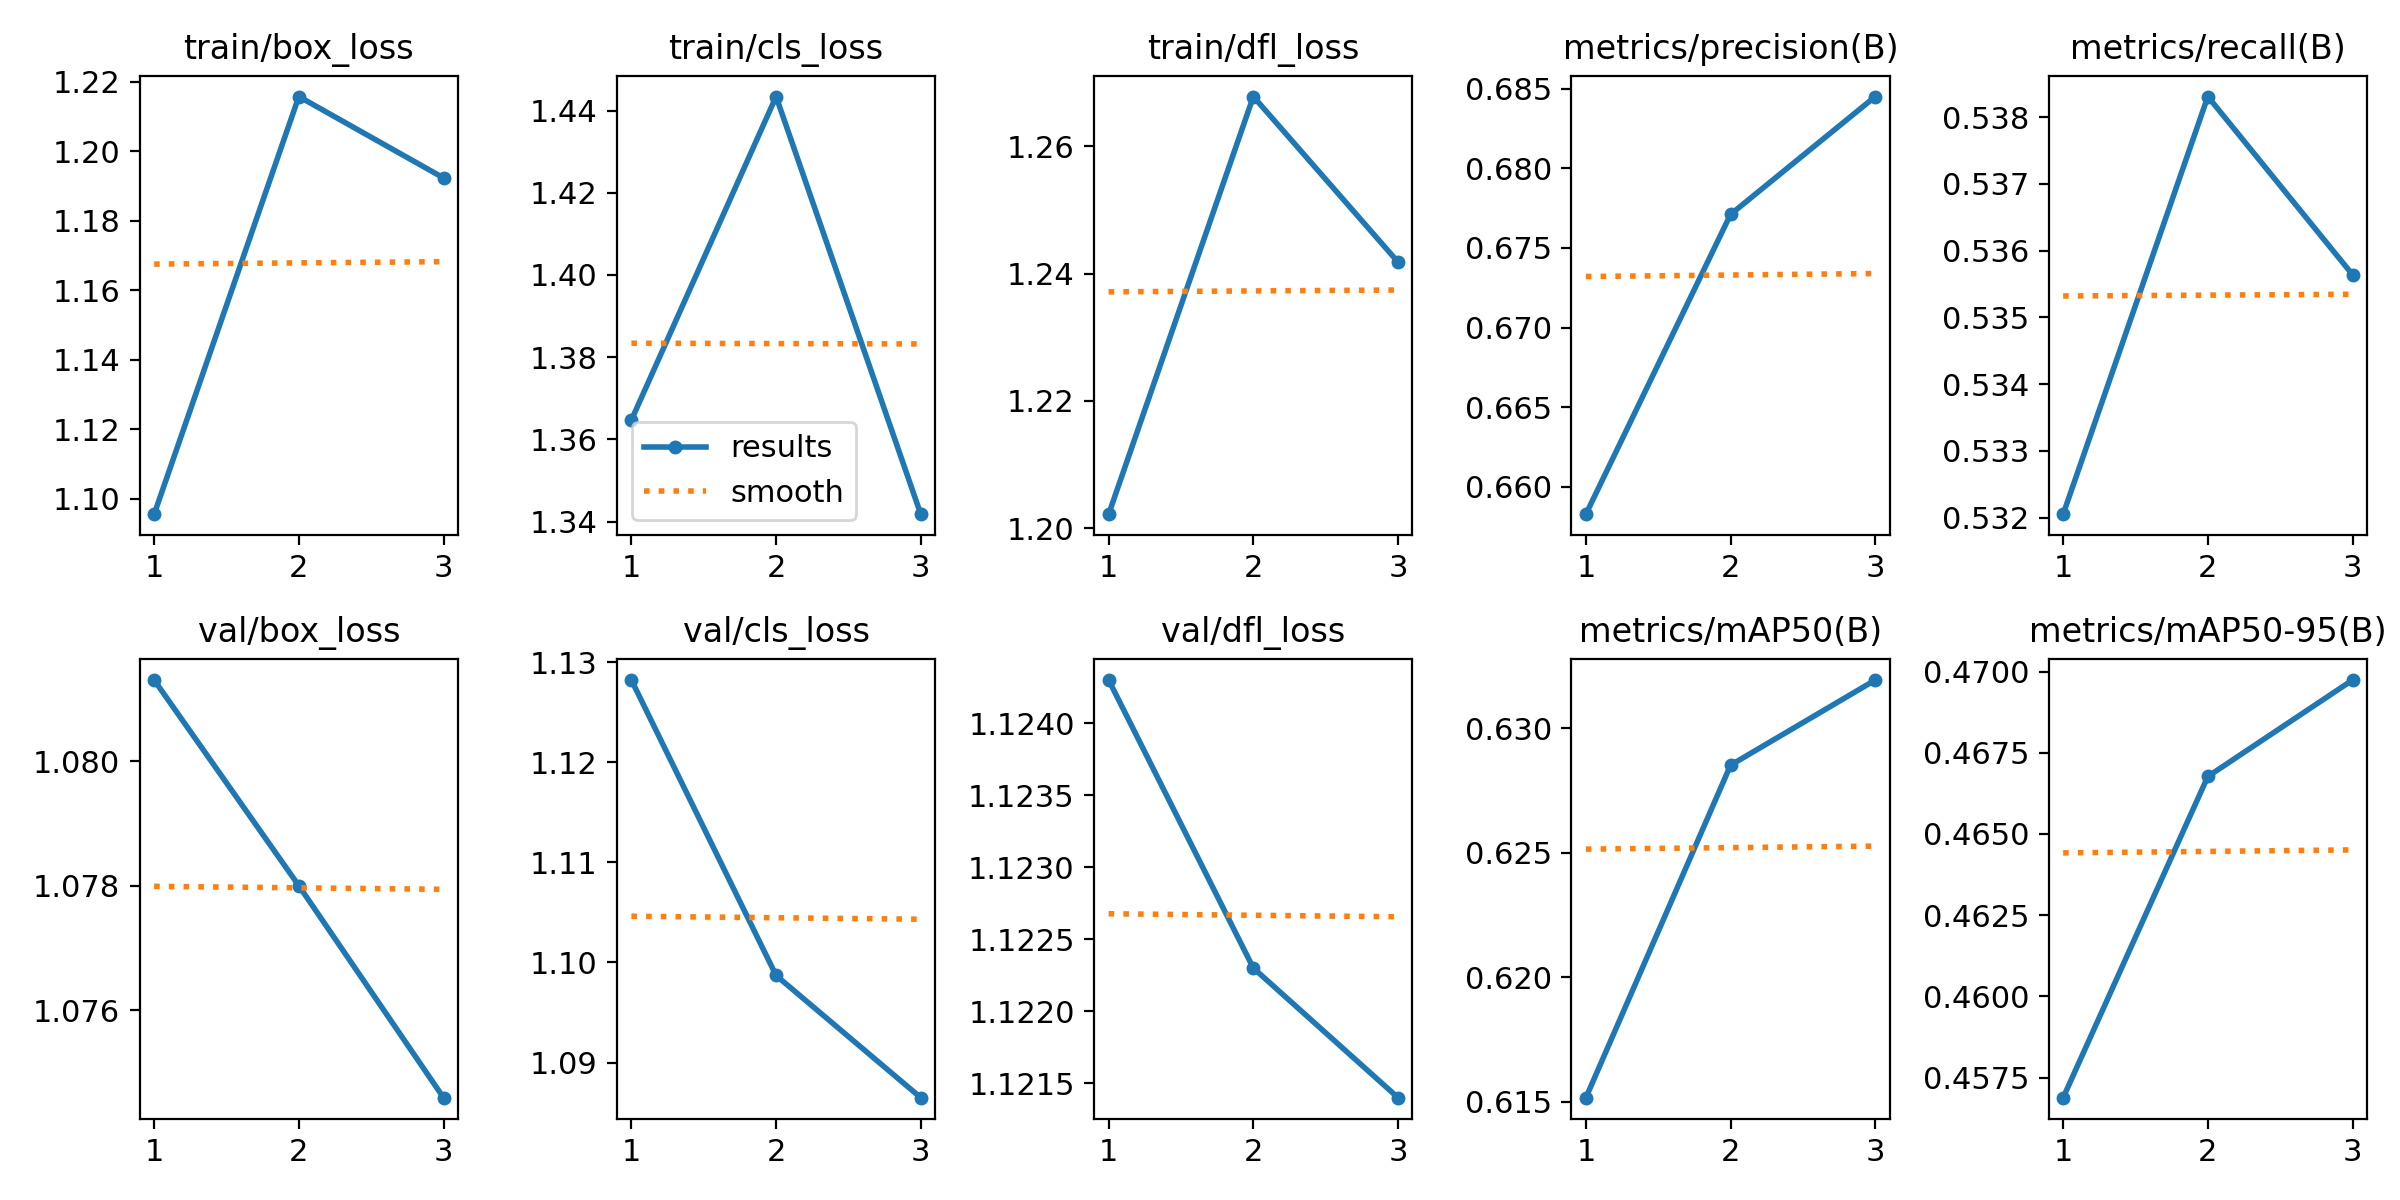 train/box_loss
1.22
1.20
1.18
1.16
1.14
1.12
1.10
1 2 3
train/cls_loss
1.44
1.42
1.40
1.38
1.36
1.34
results
smooth
1 2 3
train/dfl_loss
1.26
1.24
1.22
1.20
1 2 3
metrics/precision(B)
0.685
0.680
0.675
0.670
0.665
0.660
1 2 3
metrics/recall(B)
0.538
0.537
0.536
0.535
0.534
0.533
0.532
1 2 3
val/box_loss
1.080
1.078
1.076
1 2 3
val/cls_loss
1.13
1.12
1.11
1.10
1.09
1 2 3
val/dfl_loss
1.1240
1.1235
1.1230
1.1225
1.1220
1.1215
1 2 3
metrics/mAP50(B)
0.630
0.625
0.620
0.615
1 2 3
metrics/mAP50-95(B)
0.4700
0.4675
0.4650
0.4625
0.4600
0.4575
1 2 3